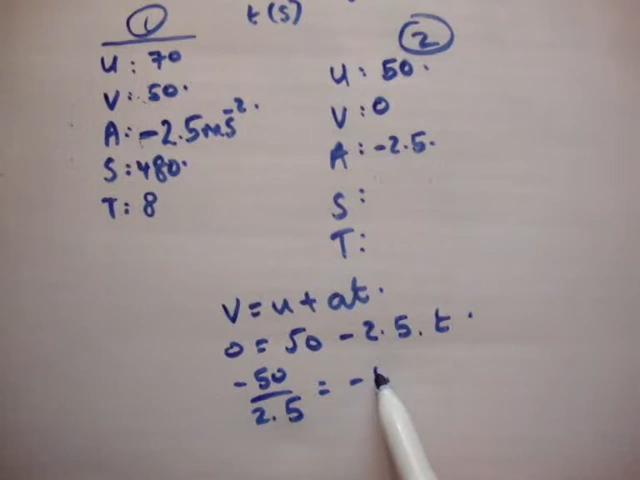 t(s)
1
U: 70
V: 50.
A: -2.5ms⁻².
S: 480.
T: 8
2
U: 50.
V: 0
A: -2.5.
S:
T:
V = u + at.
0 = 50 - 2.5. t.
-50/2.5 = -